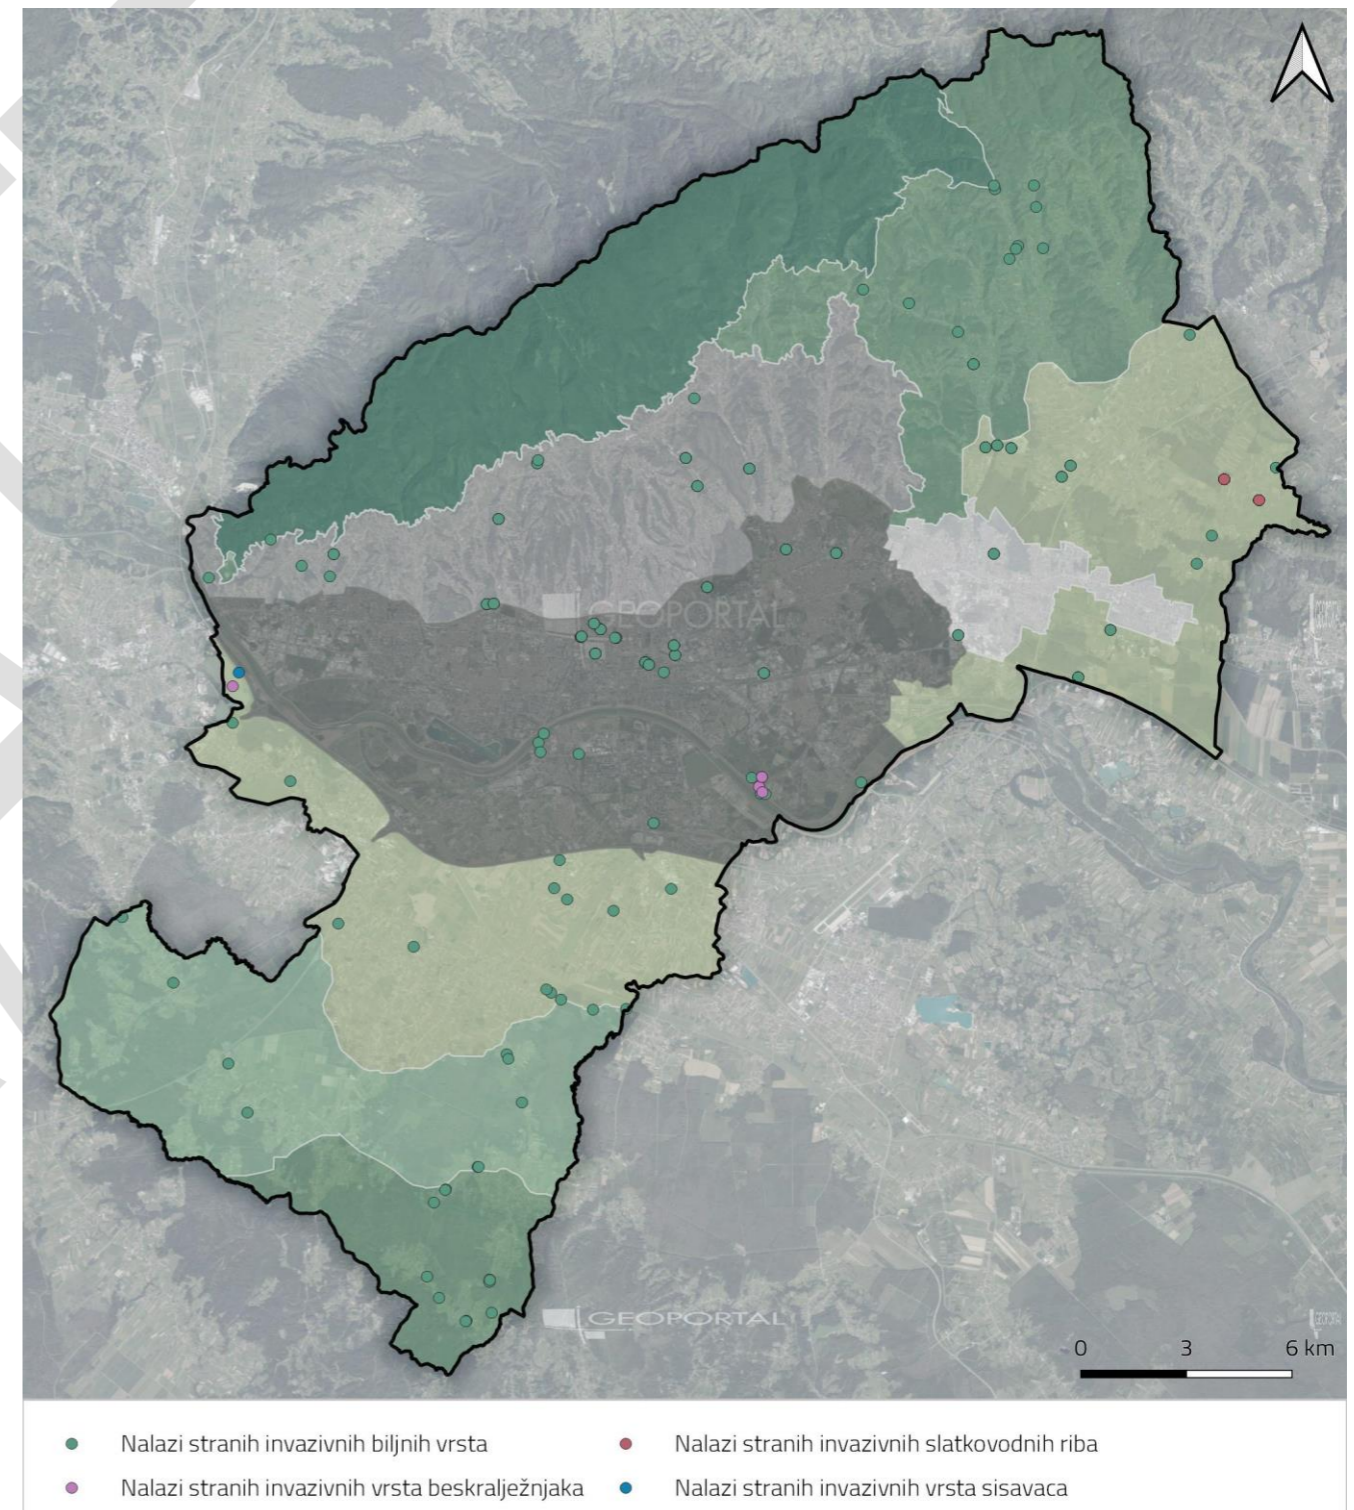 GEOPORTAL
GEOPORTAL
0 3 6 km
Nalazi stranih invazivnih biljnih vrsta
Nalazi stranih invazivnih slatkovodnih riba
Nalazi stranih invazivnih vrsta beskralježnjaka
Nalazi stranih invazivnih vrsta sisavaca